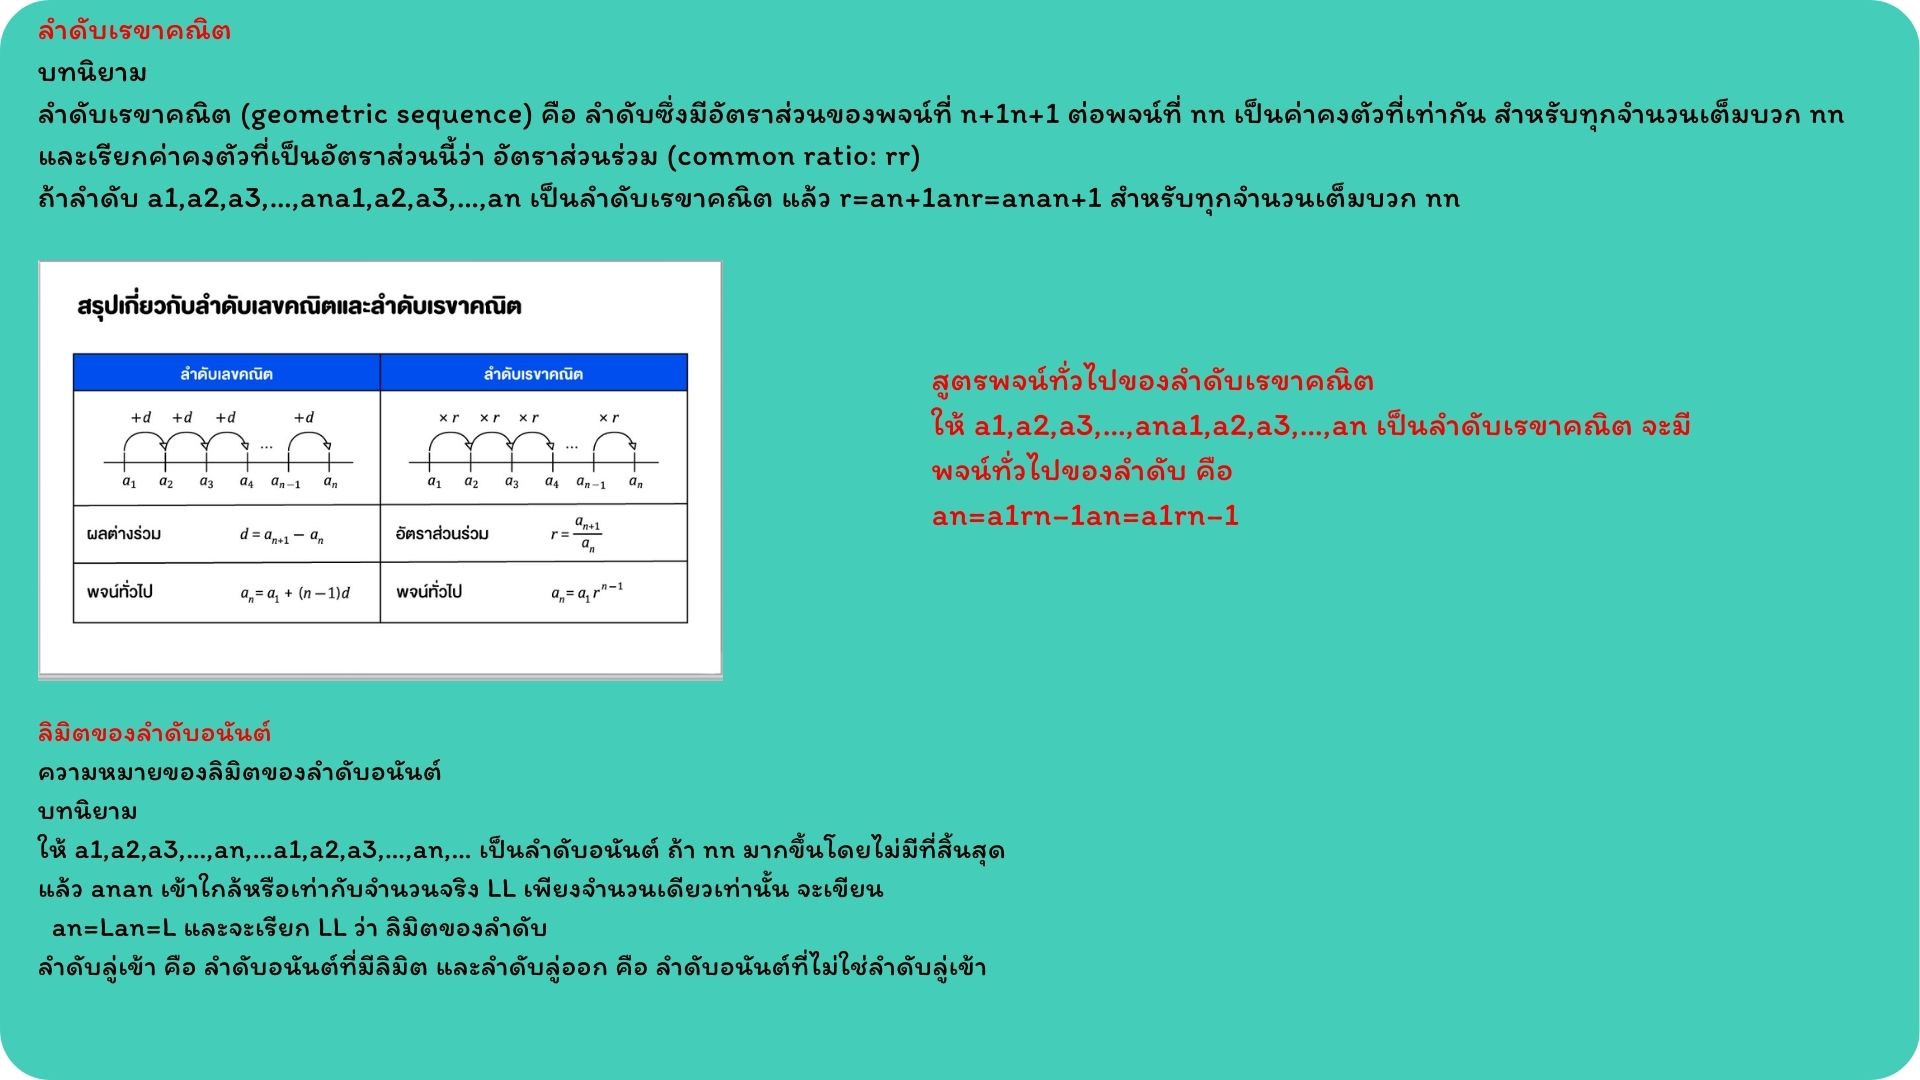 ลำดับเรขาคณิต
บทนิยาม
ลำดับเรขาคณิต (geometric sequence) คือ ลำดับซึ่งมีอัตราส่วนของพจน์ที่ n+1n+1 ต่อพจน์ที่ nn เป็นค่าคงตัวที่เท่ากัน สำหรับทุกจำนวนเต็มบวก nn
และเรียกค่าคงตัวที่เป็นอัตราส่วนนี้ว่า อัตราส่วนร่วม (common ratio: rr)
ถ้าลำดับ a1,a2,a3,...,ana1,a2,a3,...,an เป็นลำดับเรขาคณิต แล้ว r=an+1anr=anan+1 สำหรับทุกจำนวนเต็มบวก nn
สรุปเกี่ยวกับลำดับเลขคณิตและลำดับเรขาคณิต
ลำดับเลขคณิต ลำดับเรขาคณิต
+d +d +d +d × r × r × r × r
... ...
a₁ a₂ a₃ a₄ aₙ₋₁ aₙ a₁ a₂ a₃ a₄ aₙ₋₁ aₙ
ผลต่างร่วม d = aₙ₊₁ − aₙ อัตราส่วนร่วม r = aₙ₊₁/aₙ
พจน์ทั่วไป aₙ= a₁ + (n −1)d พจน์ทั่วไป aₙ= a₁ rⁿ⁻¹
สูตรพจน์ทั่วไปของลำดับเรขาคณิต
ให้ a1,a2,a3,...,ana1,a2,a3,...,an เป็นลำดับเรขาคณิต จะมี
พจน์ทั่วไปของลำดับ คือ
an=a1rn−1an=a1rn−1
ลิมิตของลำดับอนันต์
ความหมายของลิมิตของลำดับอนันต์
บทนิยาม
ให้ a1,a2,a3,...,an,...a1,a2,a3,...,an,... เป็นลำดับอนันต์ ถ้า nn มากขึ้นโดยไม่มีที่สิ้นสุด
แล้ว anan เข้าใกล้หรือเท่ากับจำนวนจริง LL เพียงจำนวนเดียวเท่านั้น จะเขียน
an=Lan=L และจะเรียก LL ว่า ลิมิตของลำดับ
ลำดับลู่เข้า คือ ลำดับอนันต์ที่มีลิมิต และลำดับลู่ออก คือ ลำดับอนันต์ที่ไม่ใช่ลำดับลู่เข้า